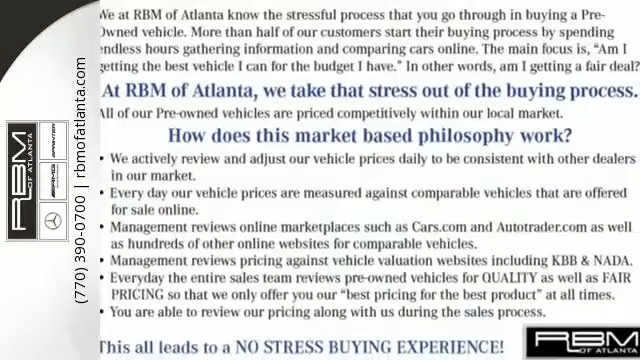 We at RBM of Atlanta know the stressful process that you go through in buying a Pre-
Owned vehicle. More than half of our customers start their buying process by spending
endless hours gathering information and comparing cars online. The main focus is, “Am I
getting the best vehicle I can for the budget I have.” In other words, am I getting a fair deal?
At RBM of Atlanta, we take that stress out of the buying process.
All of our Pre-owned vehicles are priced competitively within our local market.
How does this market based philosophy work?
• We actively review and adjust our vehicle prices daily to be consistent with other dealers
in our market.
• Every day our vehicle prices are measured against comparable vehicles that are offered
for sale online.
• Management reviews online marketplaces such as Cars.com and Autotrader.com as well
as hundreds of other online websites for comparable vehicles.
• Management reviews pricing against vehicle valuation websites including KBB & NADA.
• Everyday the entire sales team reviews pre-owned vehicles for QUALITY as well as FAIR
PRICING so that we only offer you our “best pricing for the best product” at all times.
• You are able to review our pricing along with us during the sales process.
This all leads to a NO STRESS BUYING EXPERIENCE!
RBM
OF ATLANTA
(770) 390-0700 | rbmofatlanta.com
RBM
OF ATLANTA
SPRINTER